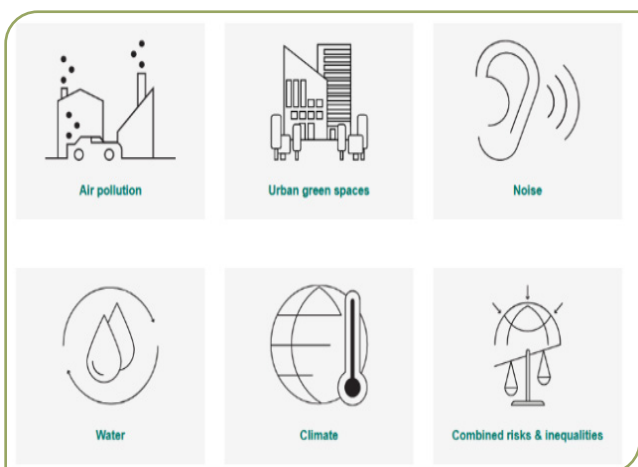 Air pollution
Urban green spaces
Noise
Water
Climate
Combined risks & inequalities